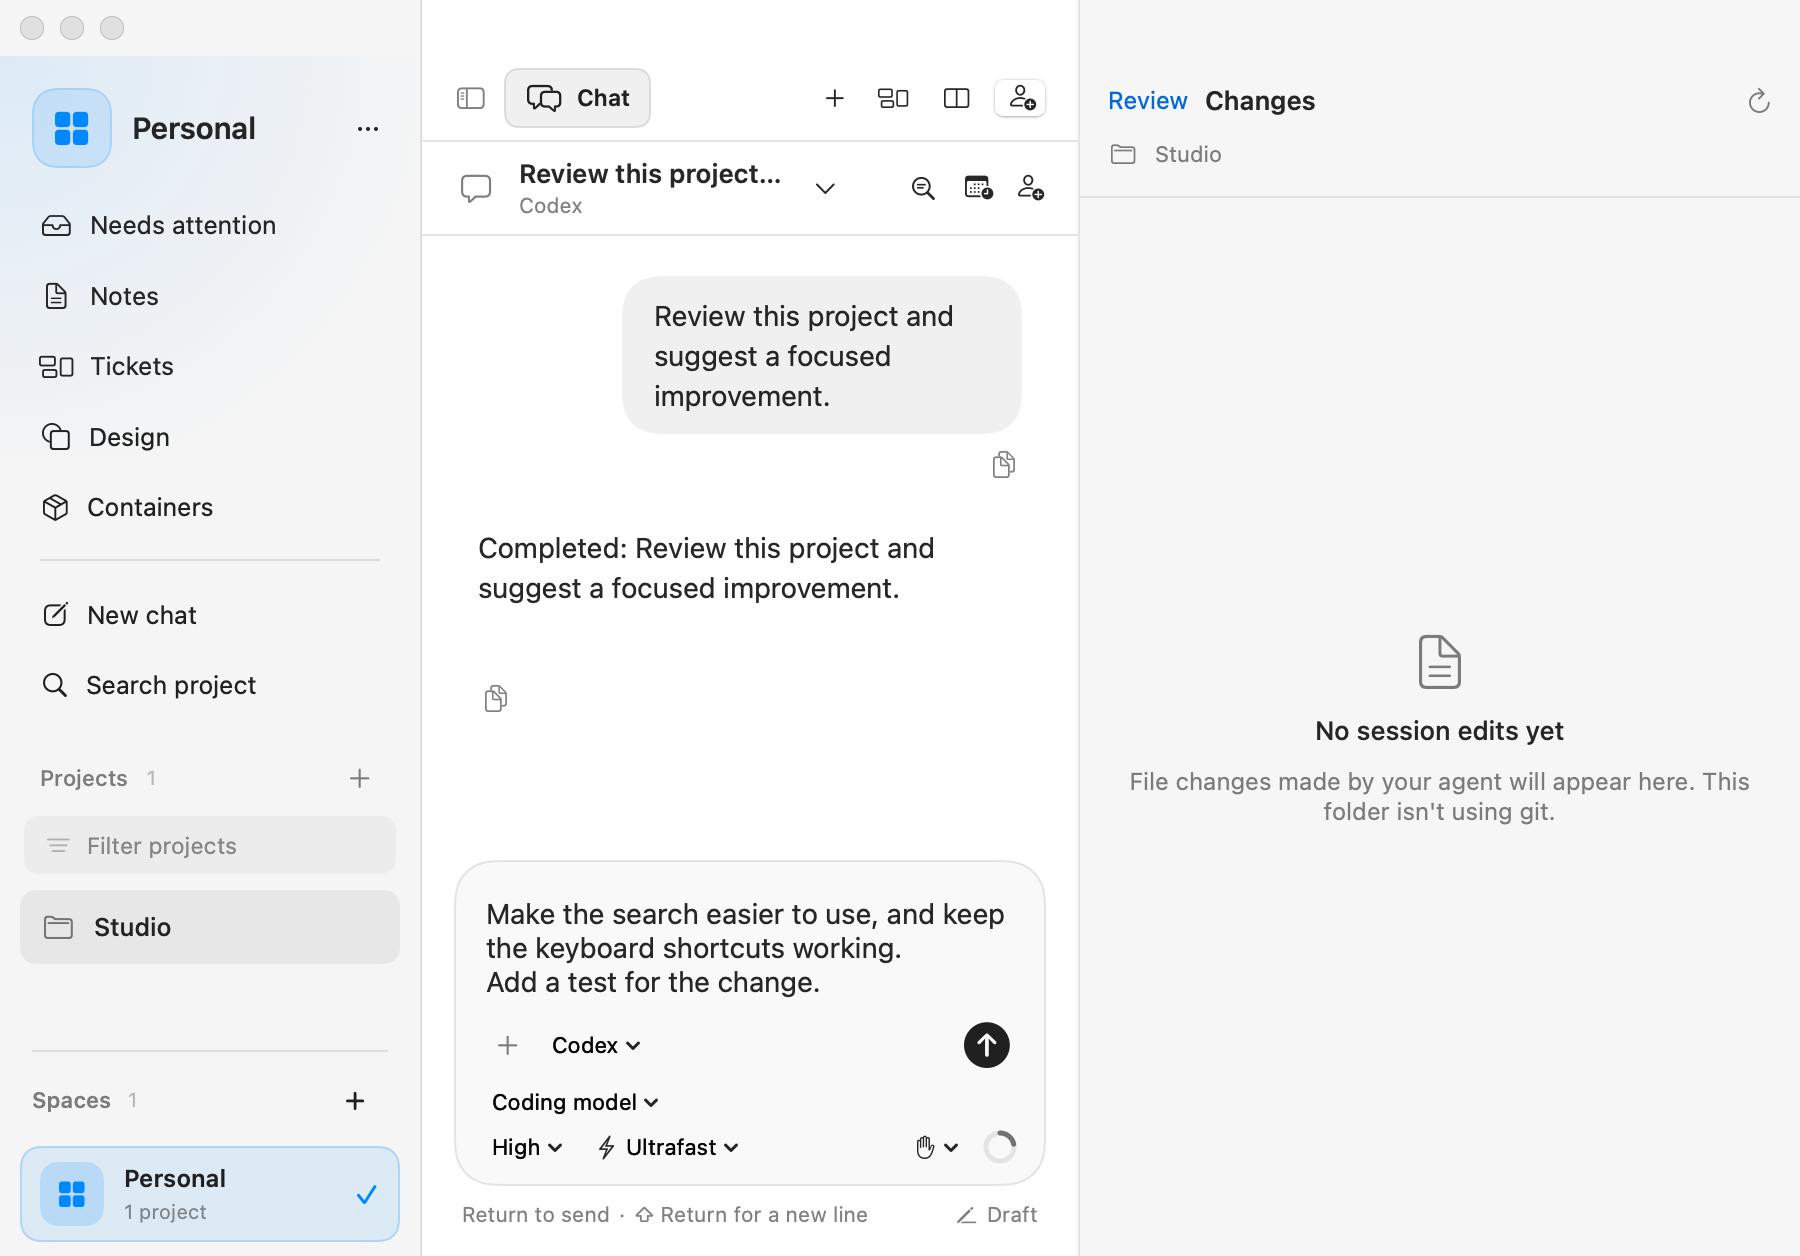 Personal
Needs attention
Notes
Tickets
Design
Containers
New chat
Search project
Projects 1
Filter projects
Studio
Spaces 1
Personal
1 project
Chat
Review this project...
Codex
Review this project and
suggest a focused
improvement.
Completed: Review this project and
suggest a focused improvement.
Make the search easier to use, and keep
the keyboard shortcuts working.
Add a test for the change.
Codex
Coding model
High
Ultrafast
Return to send · ⇧ Return for a new line
Draft
Review Changes
Studio
No session edits yet
File changes made by your agent will appear here. This
folder isn't using git.